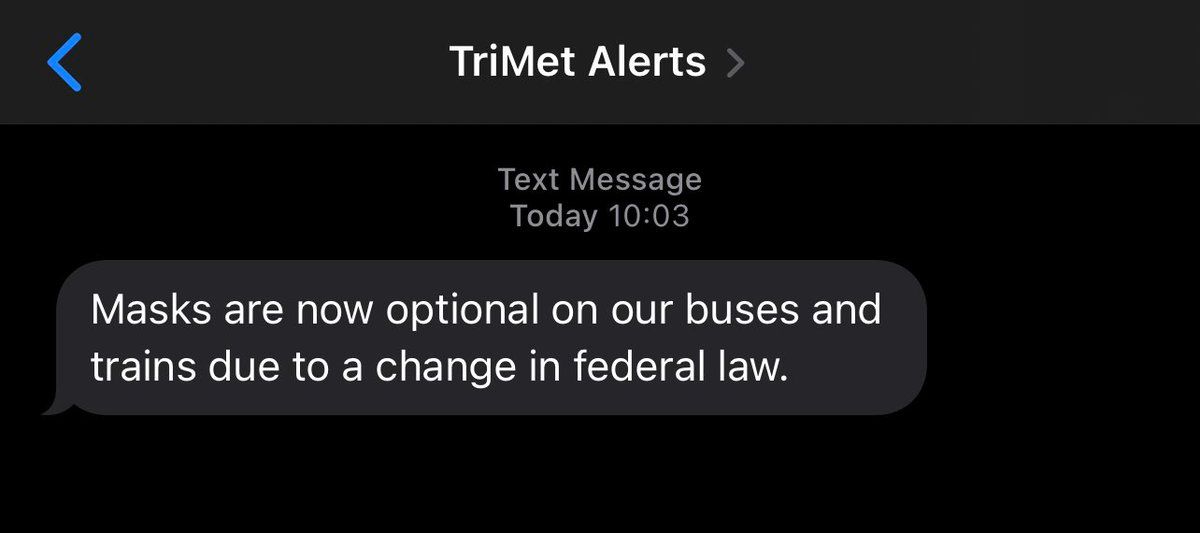 TriMet Alerts
Text Message
Today 10:03
Masks are now optional on our buses and
trains due to a change in federal law.